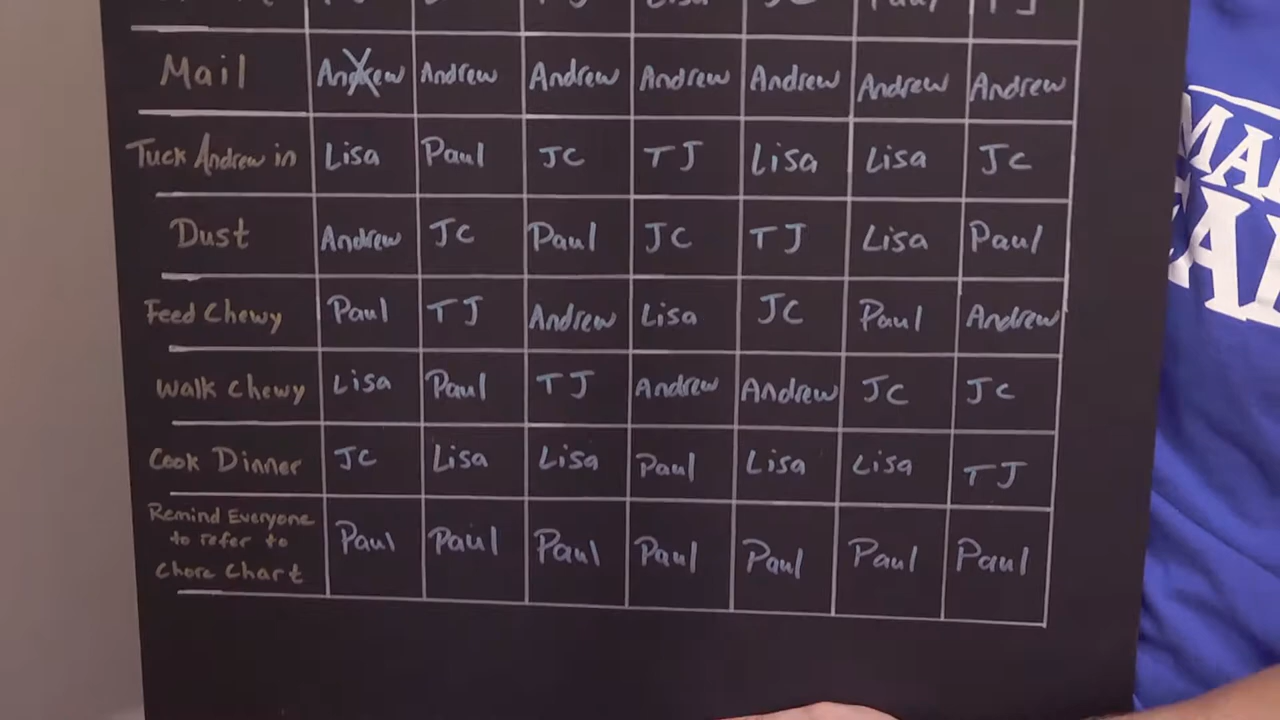 Mail Andrew Andrew Andrew Andrew Andrew Andrew Andrew
Tuck Andrew in Lisa Paul JC TJ Lisa Lisa JC
Dust Andrew JC Paul JC TJ Lisa Paul
Feed Chewy Paul TJ Andrew Lisa JC Paul Andrew
Walk Chewy Lisa Paul TJ Andrew Andrew JC JC
Cook Dinner JC Lisa Lisa Paul Lisa Lisa TJ
Remind Everyone
to refer to
Chore Chart Paul Paul Paul Paul Paul Paul Paul